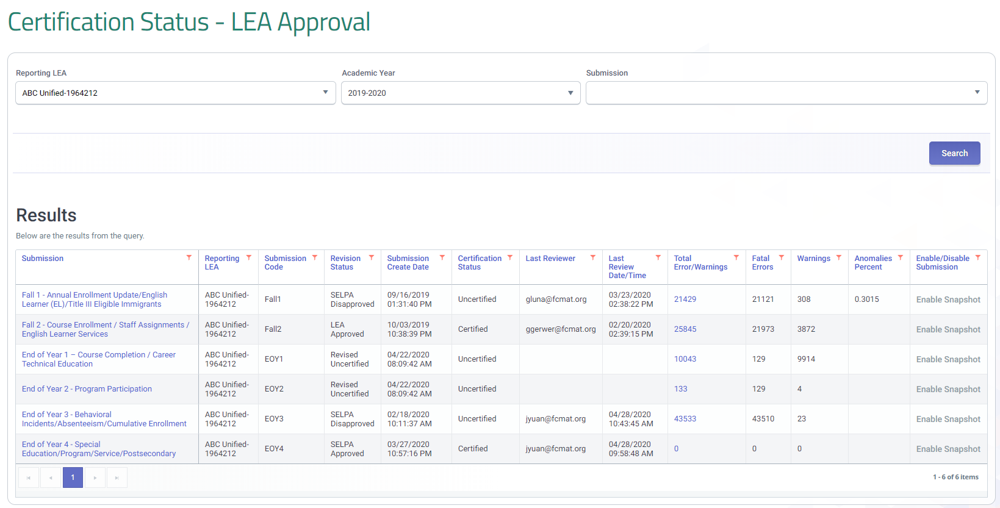 Certification Status - LEA Approval
Reporting LEA
Academic Year
Submission
ABC Unified-1964212
2019-2020
Search
Results
Below are the results from the query.
Submission
Reporting LEA
Submission Code
Revision Status
Submission Create Date
Certification Status
Last Reviewer
Last Review Date/Time
Total Error/Warnings
Fatal Errors
Warnings
Anomalies Percent
Enable/Disable Submission
Fall 1 - Annual Enrollment Update/English
Learner (EL)/Title III Eligible Immigrants
ABC Unified-
1964212
Fall1
SELPA
Disapproved
09/16/2019
01:31:40 PM
Uncertified
gluna@fcmat.org
03/23/2020
02:38:22 PM
21429
21121
308
0.3015
Enable Snapshot
Fall 2 - Course Enrollment / Staff Assignments /
English Learner Services
ABC Unified-
1964212
Fall2
LEA
Approved
10/03/2019
10:38:39 PM
Certified
ggerwer@fcmat.org
02/20/2020
02:39:15 PM
25845
21973
3872
Enable Snapshot
End of Year 1 – Course Completion / Career
Technical Education
ABC Unified-
1964212
EOY1
Revised
Uncertified
04/22/2020
08:09:42 AM
Uncertified
10043
129
9914
Enable Snapshot
End of Year 2 - Program Participation
ABC Unified-
1964212
EOY2
Revised
Uncertified
04/22/2020
08:09:42 AM
Uncertified
133
129
4
Enable Snapshot
End of Year 3 - Behavioral
Incidents/Absenteeism/Cumulative Enrollment
ABC Unified-
1964212
EOY3
SELPA
Disapproved
02/18/2020
10:11:37 AM
Uncertified
jyuan@fcmat.org
04/28/2020
10:43:45 AM
43533
43510
23
Enable Snapshot
End of Year 4 - Special
Education/Program/Service/Postsecondary
ABC Unified-
1964212
EOY4
SELPA
Approved
03/27/2020
10:57:16 PM
Certified
jyuan@fcmat.org
04/28/2020
09:58:48 AM
0
0
0
Enable Snapshot
1
1 - 6 of 6 items